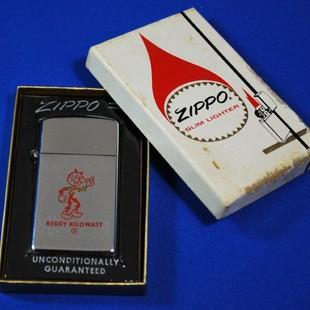 ZIPPO
REDDY KILOWATT
®
UNCONDITIONALLY
GUARANTEED
ZIPPO
SLIM LIGHTER